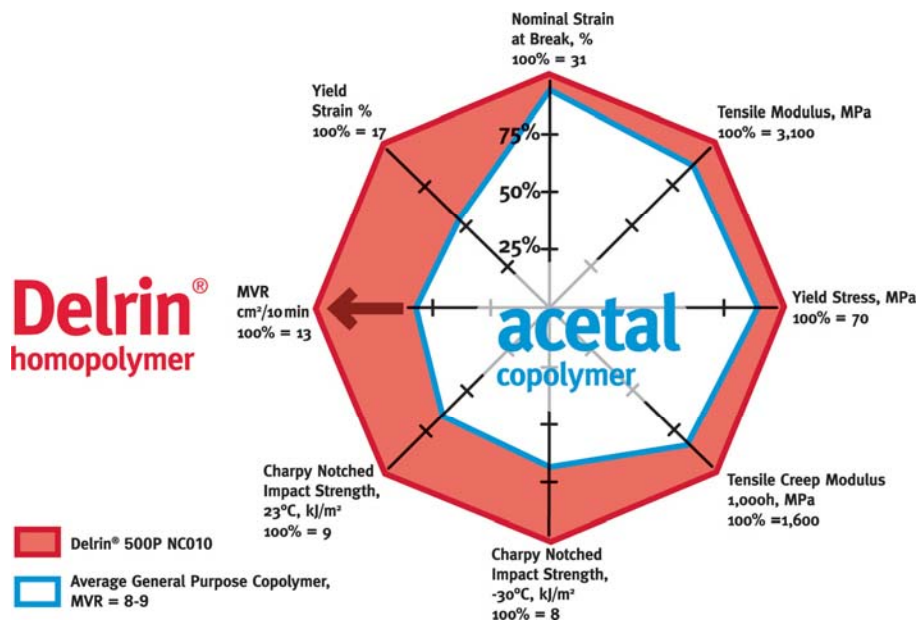 Nominal Strain
at Break, %
100% = 31
Yield
Strain %
100% = 17
Tensile Modulus, MPa
100% = 3,100
75%
50%
25%
Delrin®
homopolymer
MVR
cm²/10 min
100% = 13
acetal
copolymer
Yield Stress, MPa
100% = 70
Charpy Notched
Impact Strength,
23°C, kJ/m²
100% = 9
Tensile Creep Modulus
1,000h, MPa
100% =1,600
Charpy Notched
Impact Strength,
-30°C, kJ/m²
100% = 8
Delrin® 500P NC010
Average General Purpose Copolymer,
MVR = 8-9